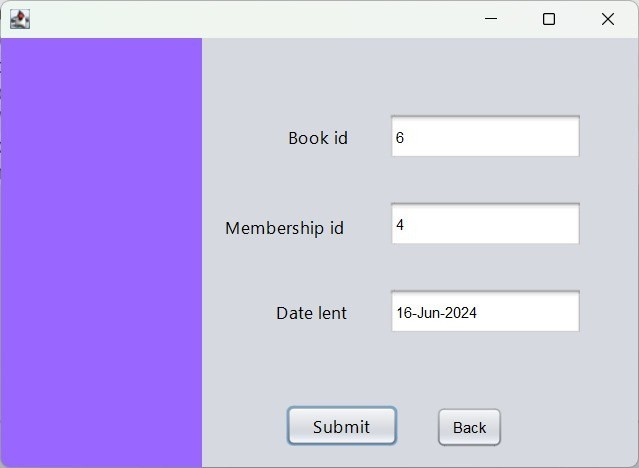 Book id 6
Membership id 4
Date lent 16-Jun-2024
Submit Back